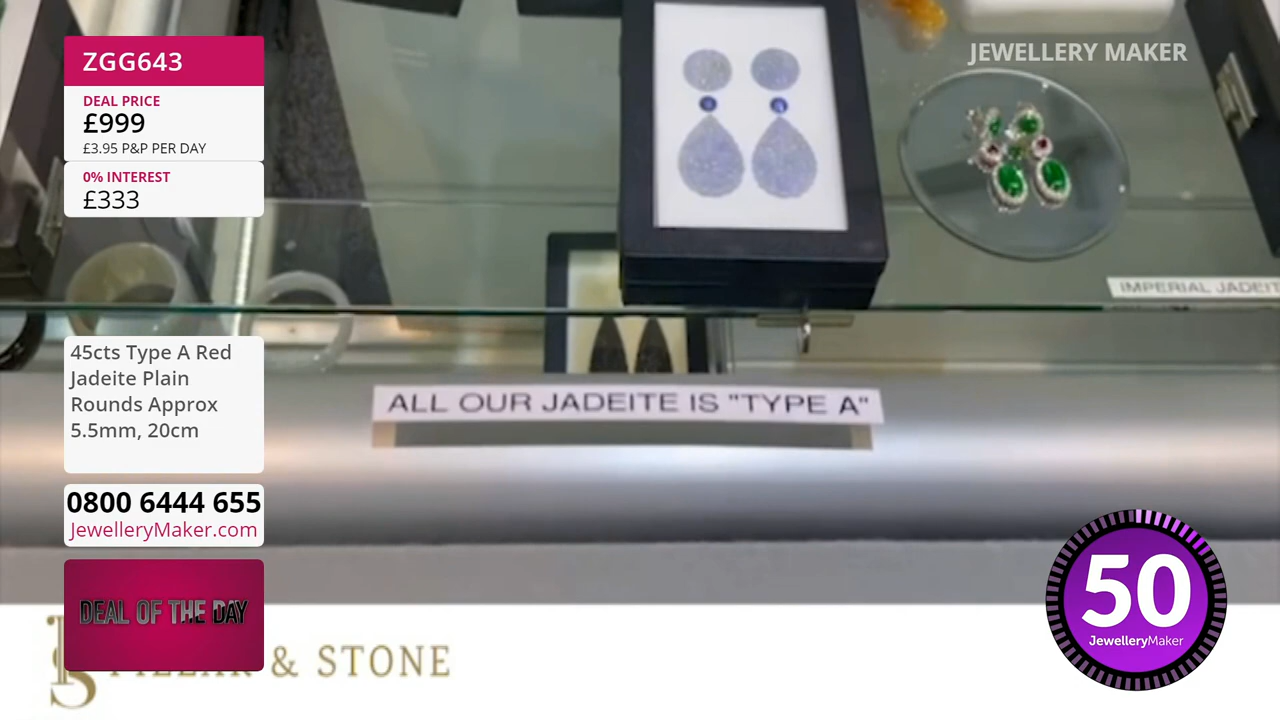 ZGG643
DEAL PRICE
£999
£3.95 P&P PER DAY
0% INTEREST
£333
45cts Type A Red
Jadeite Plain
Rounds Approx
5.5mm, 20cm
0800 6444 655
JewelleryMaker.com
DEAL OF THE DAY
JEWELLERY MAKER
IMPERIAL JADEIT
ALL OUR JADEITE IS "TYPE A"
50
JewelleryMaker
& STONE